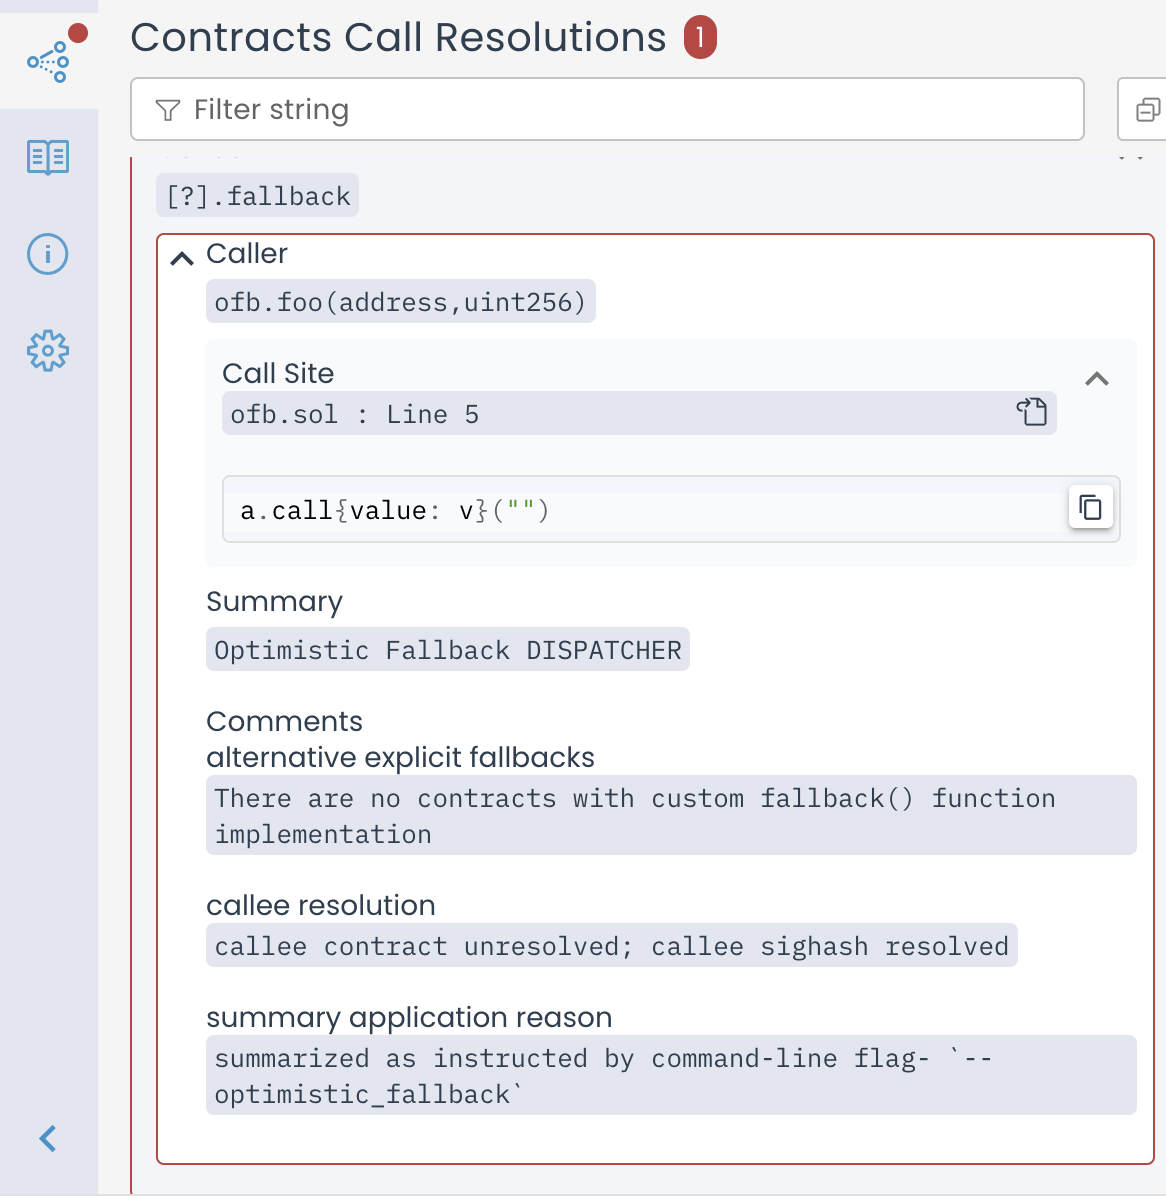 Contracts Call Resolutions 1
Filter string
[?].fallback
Caller
ofb.foo(address,uint256)
Call Site
ofb.sol : Line 5
a.call{value: v}("")
Summary
Optimistic Fallback DISPATCHER
Comments
alternative explicit fallbacks
There are no contracts with custom fallback() function
implementation
callee resolution
callee contract unresolved; callee sighash resolved
summary application reason
summarized as instructed by command-line flag- `--
optimistic_fallback`